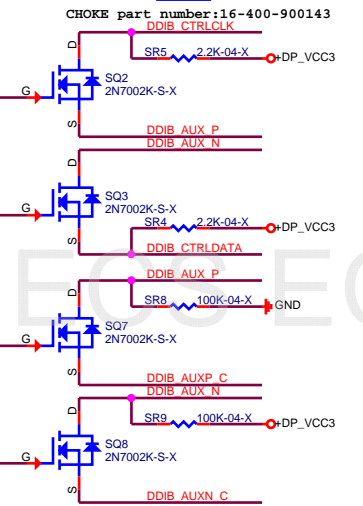 CHOKE part number:16-400-900143
DDIB_CTRLCLK
D
SR5 2.2K-04-X
+DP_VCC3
SQ2
2N7002K-S-X
G
S
DDIB_AUX_P
DDIB_AUX_N
D
SQ3
2N7002K-S-X
G
SR4 2.2K-04-X
+DP_VCC3
S
DDIB_CTRLDATA
DDIB_AUX_P
D
SR8 100K-04-X
GND
SQ7
2N7002K-S-X
G
S
DDIB_AUXP_C
DDIB_AUX_N
D
SR9 100K-04-X
+DP_VCC3
SQ8
2N7002K-S-X
G
S
DDIB_AUXN_C
ECS EC